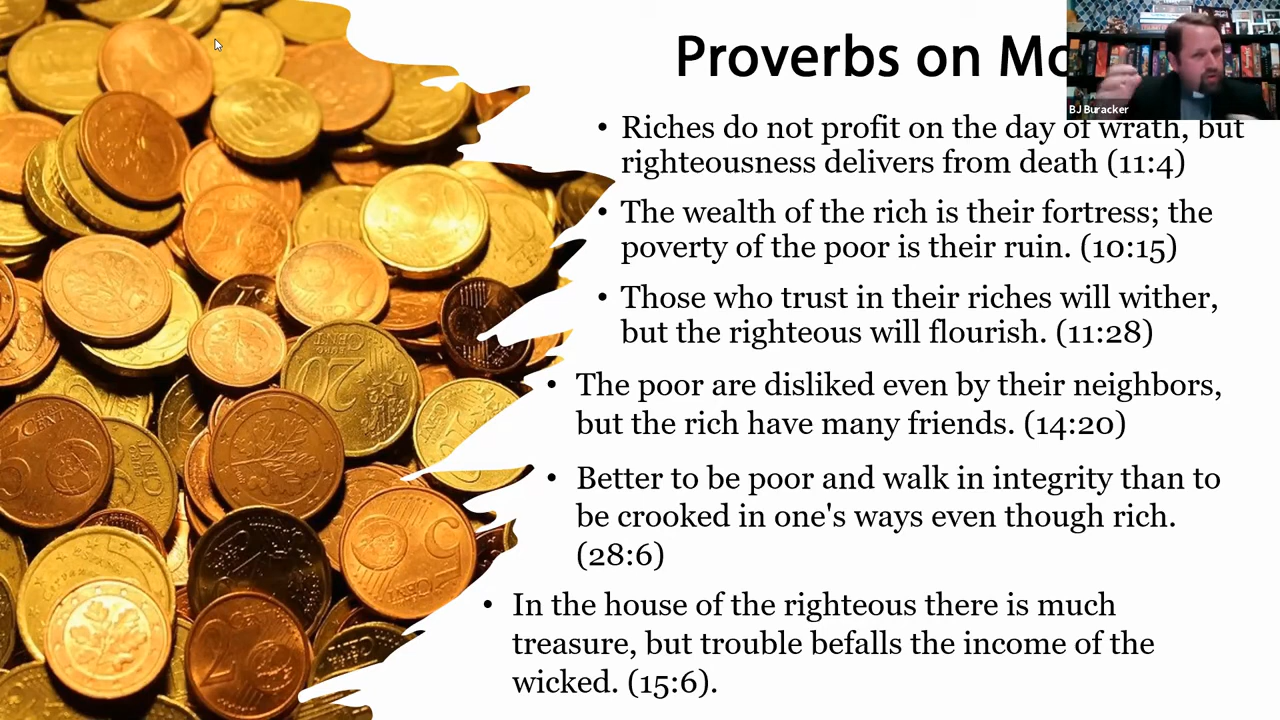 Proverbs on Mo
BJ Buracker
• Riches do not profit on the day of wrath, but
righteousness delivers from death (11:4)
• The wealth of the rich is their fortress; the
poverty of the poor is their ruin. (10:15)
• Those who trust in their riches will wither,
but the righteous will flourish. (11:28)
• The poor are disliked even by their neighbors,
but the rich have many friends. (14:20)
• Better to be poor and walk in integrity than to
be crooked in one's ways even though rich.
(28:6)
• In the house of the righteous there is much
treasure, but trouble befalls the income of the
wicked. (15:6).